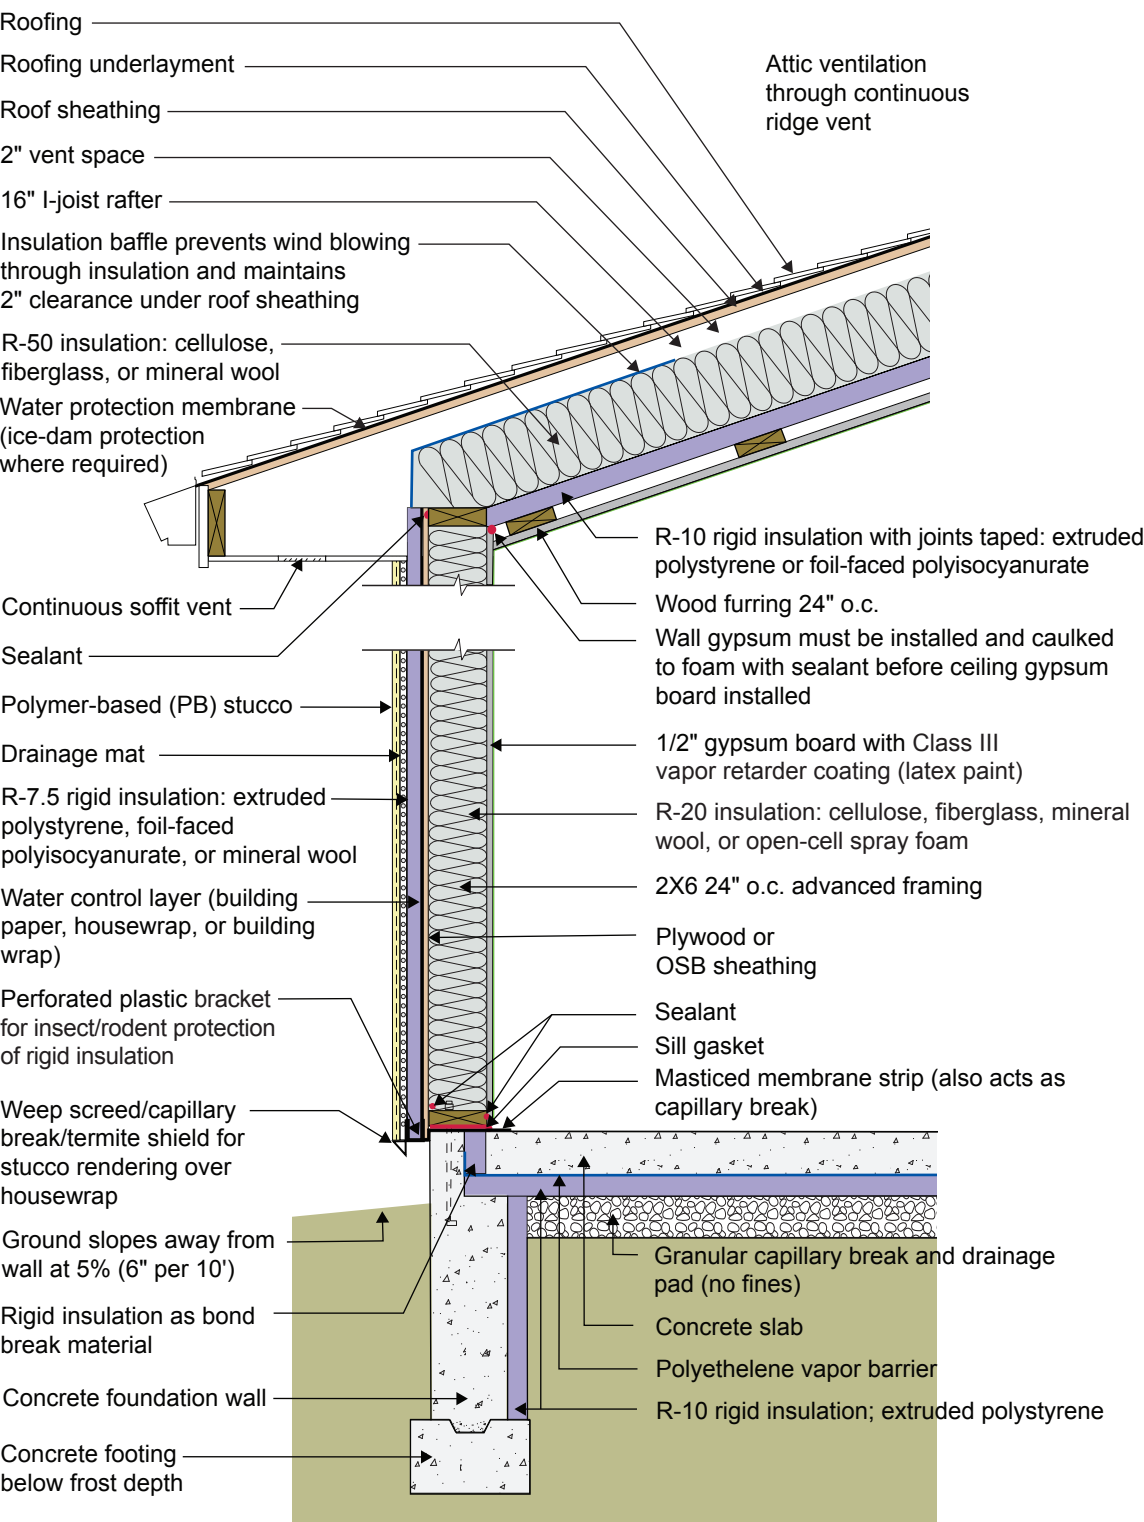 Roofing
Roofing underlayment
Roof sheathing
2" vent space
16" I-joist rafter
Insulation baffle prevents wind blowing
through insulation and maintains
2" clearance under roof sheathing
R-50 insulation: cellulose,
fiberglass, or mineral wool
Water protection membrane
(ice-dam protection
where required)
Continuous soffit vent
Sealant
Polymer-based (PB) stucco
Drainage mat
R-7.5 rigid insulation: extruded
polystyrene, foil-faced
polyisocyanurate, or mineral wool
Water control layer (building
paper, housewrap, or building
wrap)
Perforated plastic bracket
for insect/rodent protection
of rigid insulation
Weep screed/capillary
break/termite shield for
stucco rendering over
housewrap
Ground slopes away from
wall at 5% (6" per 10')
Rigid insulation as bond
break material
Concrete foundation wall
Concrete footing
below frost depth
Attic ventilation
through continuous
ridge vent
R-10 rigid insulation with joints taped: extruded
polystyrene or foil-faced polyisocyanurate
Wood furring 24" o.c.
Wall gypsum must be installed and caulked
to foam with sealant before ceiling gypsum
board installed
1/2" gypsum board with Class III
vapor retarder coating (latex paint)
R-20 insulation: cellulose, fiberglass, mineral
wool, or open-cell spray foam
2X6 24" o.c. advanced framing
Plywood or
OSB sheathing
Sealant
Sill gasket
Masticed membrane strip (also acts as
capillary break)
Granular capillary break and drainage
pad (no fines)
Concrete slab
Polyethelene vapor barrier
R-10 rigid insulation; extruded polystyrene